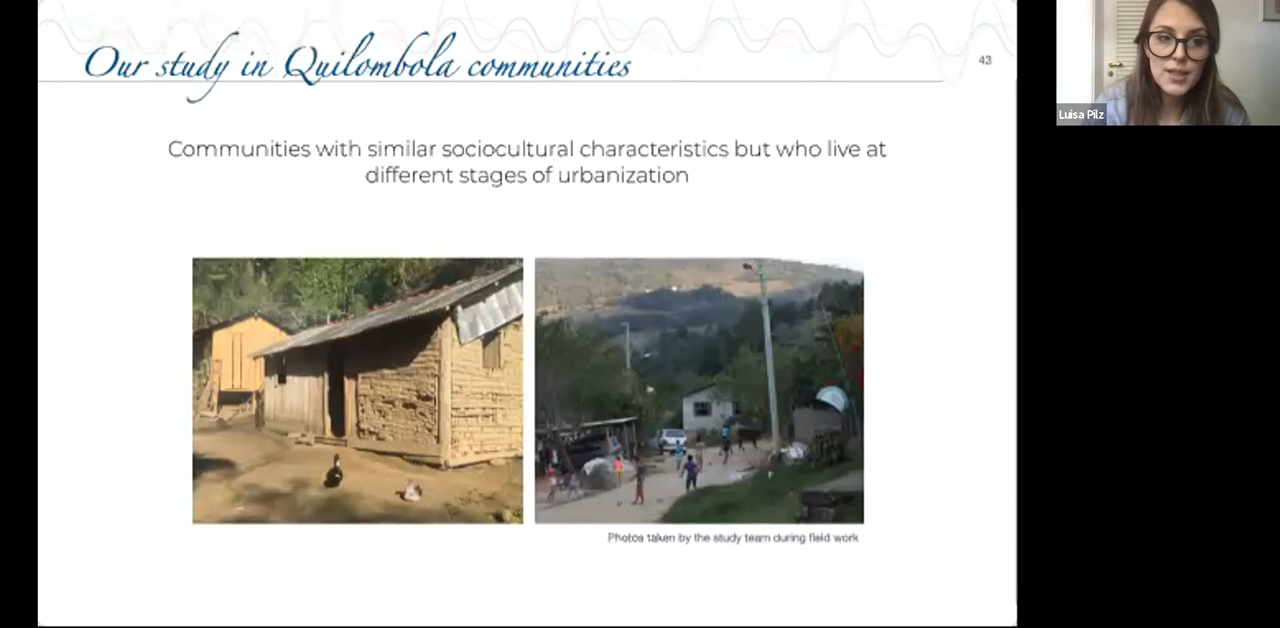 Our study in Quilombola communities
43
Communities with similar sociocultural characteristics but who live at
different stages of urbanization
Photos taken by the study team during field work
Luisa Pilz